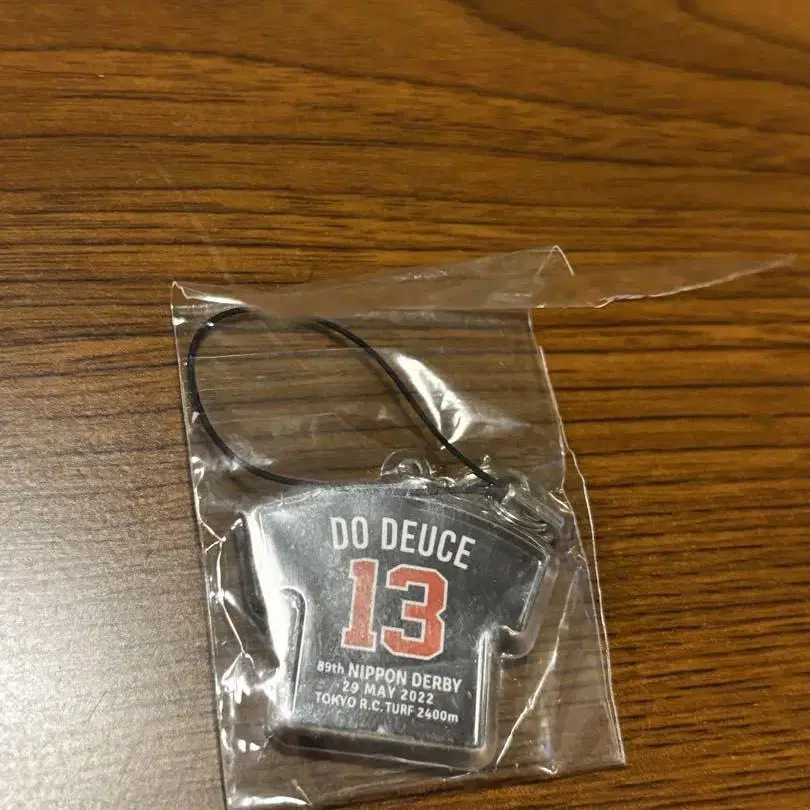 DO DEUCE
13
89th NIPPON DERBY
29 MAY 2022
TOKYO R.C. TURF 2400m